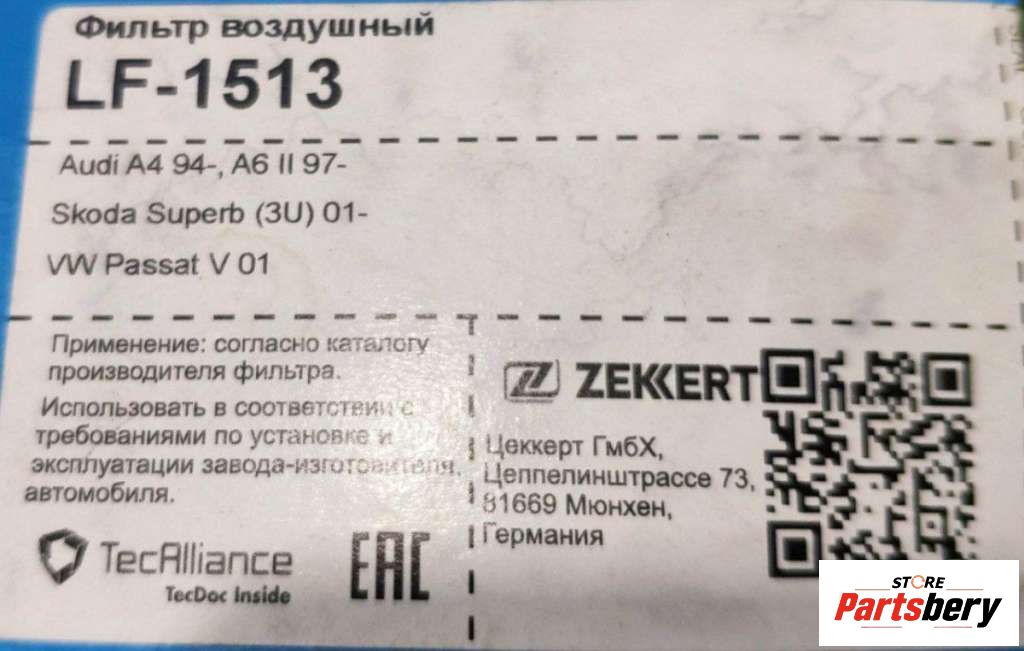 Фильтр воздушный
LF-1513
Audi A4 94-, A6 II 97-
Skoda Superb (3U) 01-
VW Passat V 01
Применение: согласно каталогу
производителя фильтра.
Использовать в соответствии с
требованиями по установке и
эксплуатации завода-изготовителя.
автомобиля.
TecAlliance
TecDoc Inside
EAC
ZEKKERT
Цеккерт ГмбХ,
Цеппелинштрассе 73,
81669 Мюнхен,
Германия
STORE
Partsbery